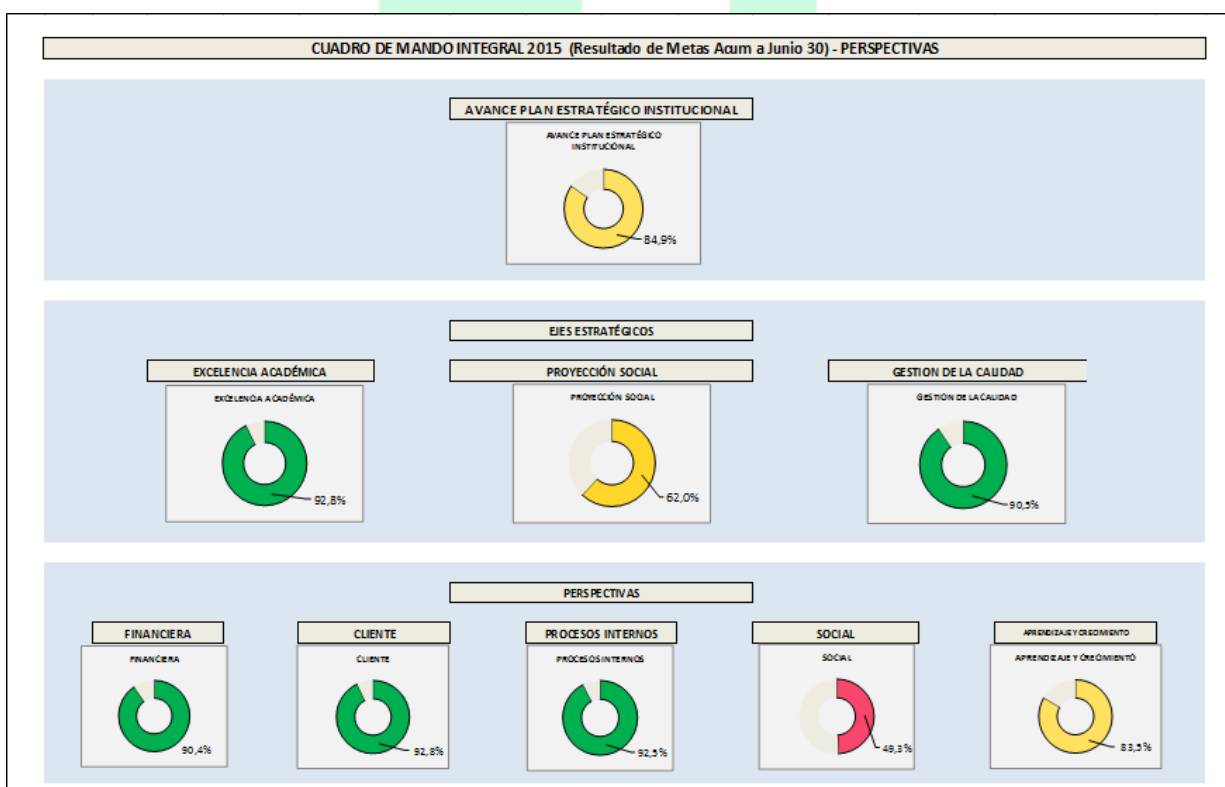 CUADRO DE MANDO INTEGRAL 2015 (Resultado de Metas Acum a Junio 30) - PERSPECTIVAS
AVANCE PLAN ESTRATÉGICO INSTITUCIONAL
AVANCE PLAN ESTRATÉGICO
INSTITUCIONAL
84,9%
EJES ESTRATÉGICOS
EXCELENCIA ACADÉMICA
PROYECCIÓN SOCIAL
GESTION DE LA CALIDAD
EXCELENCIA ACADÉMICA
PROYECCIÓN SOCIAL
GESTIÓN DE LA CALIDAD
92,8%
62,0%
90,5%
PERSPECTIVAS
FINANCIERA
CLIENTE
PROCESOS INTERNOS
SOCIAL
APRENDIZAJE Y CRECIMIENTO
FINANCIERA
CLIENTE
PROCESOS INTERNOS
SOCIAL
APRENDIZAJE Y CRECIMIENTO
90,4%
92,8%
92,5%
49,3%
83,5%